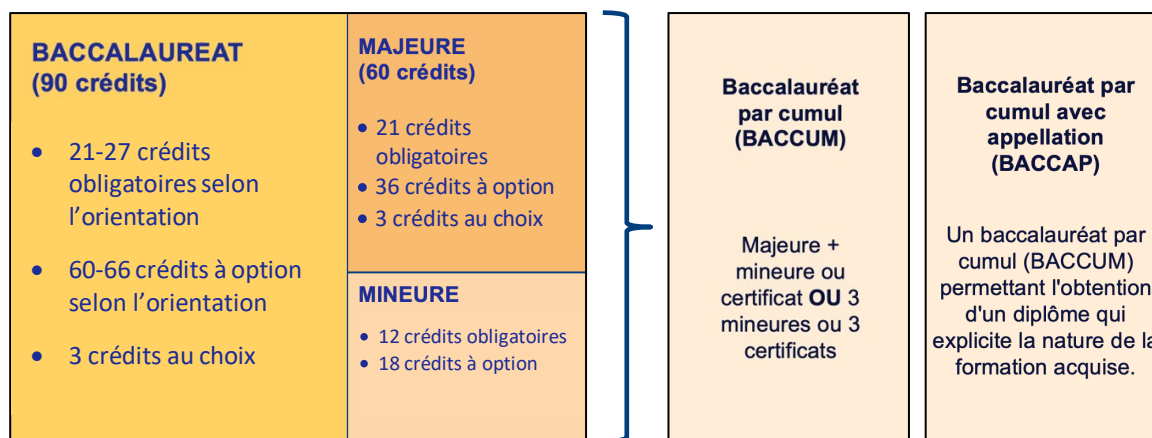 BACCALAUREAT
(90 crédits)
• 21-27 crédits
obligatoires selon
l’orientation
• 60-66 crédits à option
selon l’orientation
• 3 crédits au choix
MAJEURE
(60 crédits)
• 21 crédits
obligatoires
• 36 crédits à option
• 3 crédits au choix
MINEURE
• 12 crédits obligatoires
• 18 crédits à option
Baccalauréat
par cumul
(BACCUM)
Majeure +
mineure ou
certificat OU 3
mineures ou 3
certificats
Baccalauréat par
cumul avec
appellation
(BACCAP)
Un baccalauréat par
cumul (BACCUM)
permettant l'obtention
d'un diplôme qui
explicite la nature de la
formation acquise.